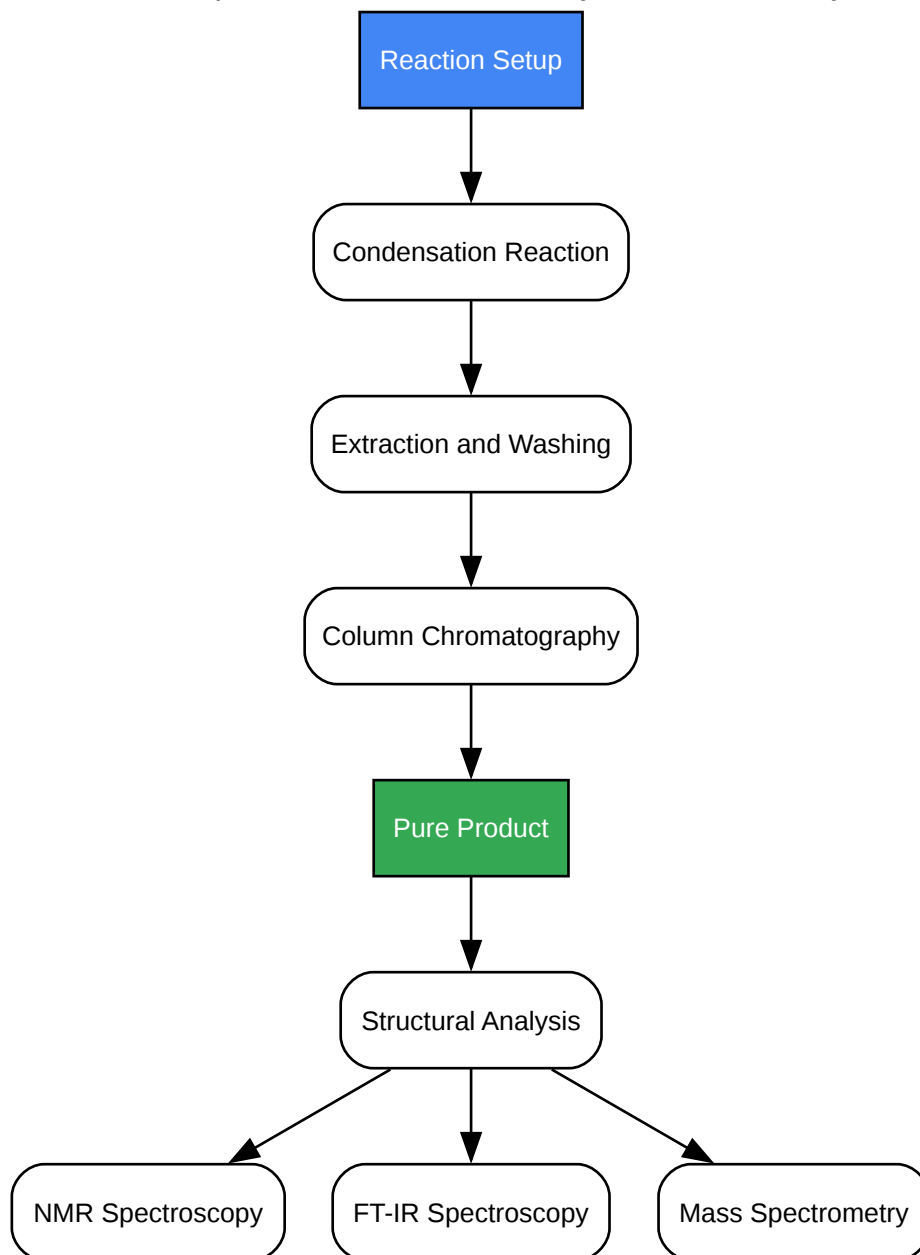 Reaction Setup
Condensation Reaction
Extraction and Washing
Column Chromatography
Pure Product
Structural Analysis
NMR Spectroscopy
FT-IR Spectroscopy
Mass Spectrometry